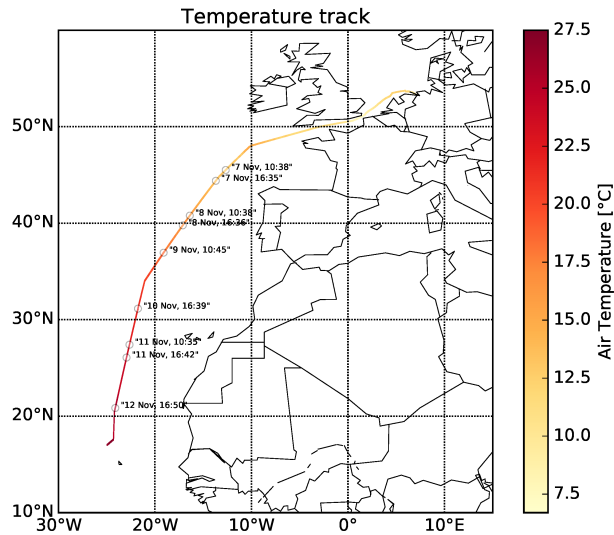 Temperature track
27.5
25.0
22.5
20.0
17.5
15.0
12.5
10.0
7.5
Air Temperature [°C]
50°N
40°N
30°N
20°N
10°N
"7 Nov, 10:38"
"7 Nov, 16:35"
"8 Nov, 10:38"
"8 Nov, 16:36"
"9 Nov, 10:45"
"10 Nov, 16:39"
"11 Nov, 10:35"
"11 Nov, 16:42"
"12 Nov, 16:50"
30°W
20°W
10°W
0°
10°E